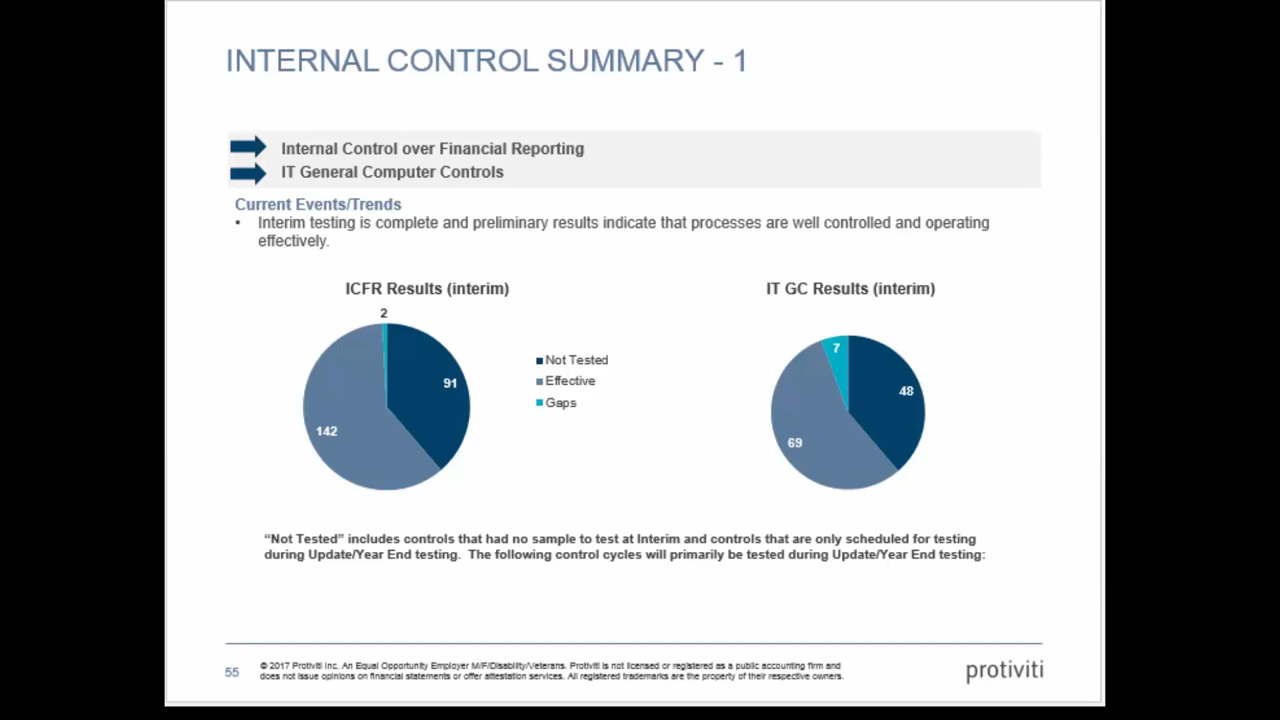 INTERNAL CONTROL SUMMARY - 1
Internal Control over Financial Reporting
IT General Computer Controls
Current Events/Trends
• Interim testing is complete and preliminary results indicate that processes are well controlled and operating
effectively.
ICFR Results (interim)
2
91
142
Not Tested
Effective
Gaps
IT GC Results (interim)
7
48
69
“Not Tested” includes controls that had no sample to test at Interim and controls that are only scheduled for testing
during Update/Year End testing. The following control cycles will primarily be tested during Update/Year End testing:
55
© 2017 Protiviti Inc. An Equal Opportunity Employer M/F/Disability/Veterans. Protiviti is not licensed or registered as a public accounting firm and
does not issue opinions on financial statements or offer attestation services. All registered trademarks are the property of their respective owners.
protiviti